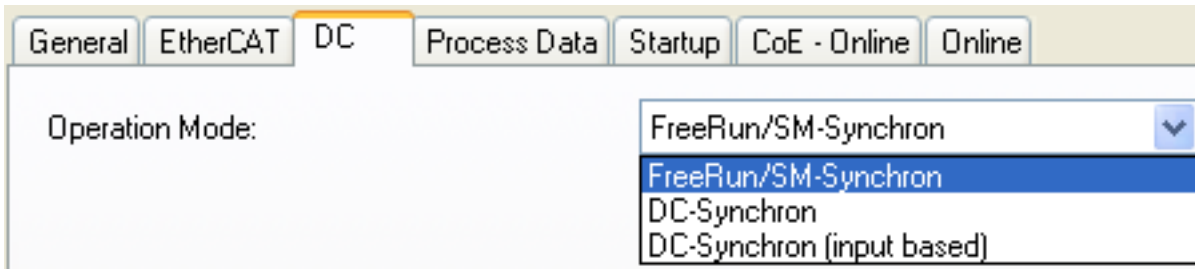 General EtherCAT DC Process Data Startup CoE - Online Online
Operation Mode: FreeRun/SM-Synchron
FreeRun/SM-Synchron
DC-Synchron
DC-Synchron (input based)